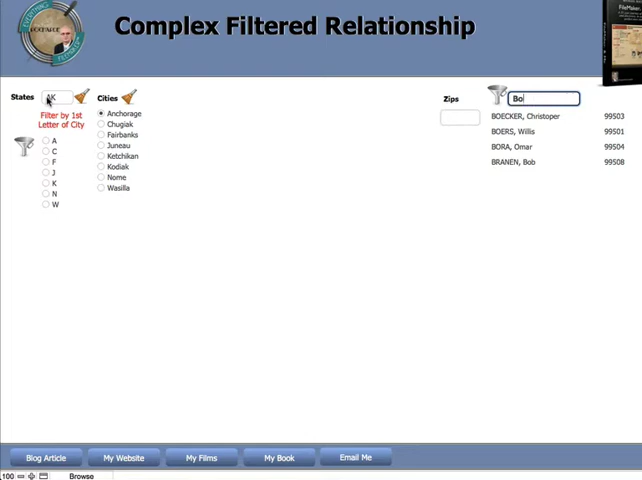 Complex Filtered Relationship
FileMaker
States
AK
Cities
Filter by 1st
Letter of City
A
C
F
J
K
N
W
Anchorage
Chugiak
Fairbanks
Juneau
Ketchikan
Kodiak
Nome
Wasilla
Zips
Bo
BOECKER, Christoper 99503
BOERS, Willis 99501
BORA, Omar 99504
BRANEN, Bob 99508
Blog Article
My Website
My Films
My Book
Email Me
100
Browse